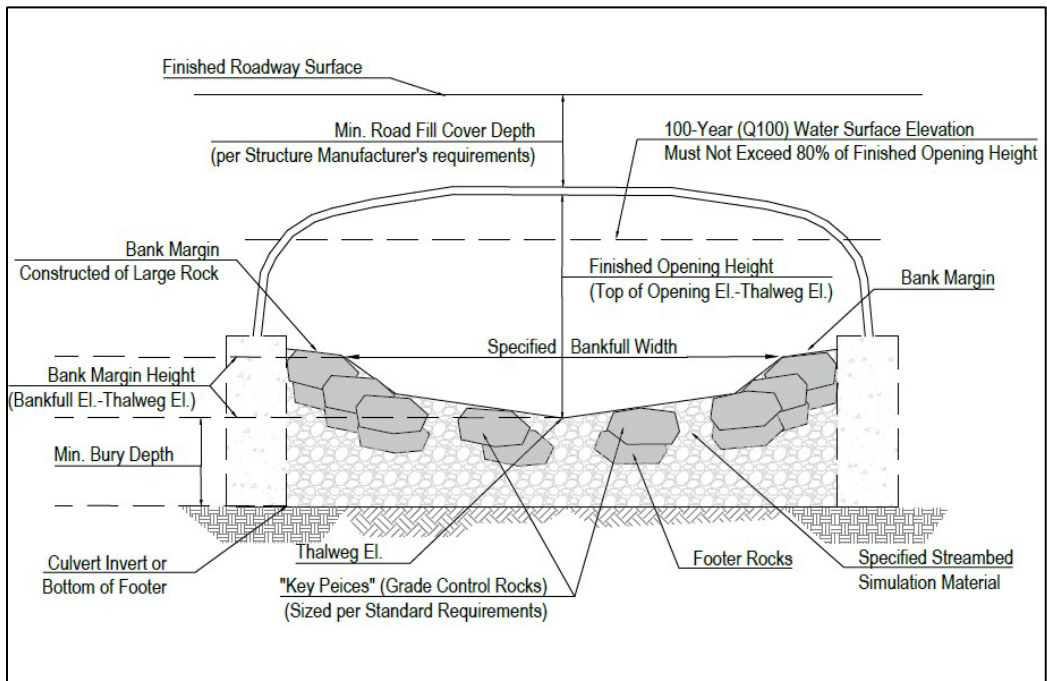 Finished Roadway Surface
Min. Road Fill Cover Depth
(per Structure Manufacturer's requirements)
100-Year (Q100) Water Surface Elevation
Must Not Exceed 80% of Finished Opening Height
Bank Margin
Constructed of Large Rock
Finished Opening Height
(Top of Opening El.-Thalweg El.)
Bank Margin
Specified Bankfull Width
Bank Margin Height
(Bankfull El.-Thalweg El.)
Min. Bury Depth
Culvert Invert or
Bottom of Footer
Thalweg El.
"Key Peices" (Grade Control Rocks)
(Sized per Standard Requirements)
Footer Rocks
Specified Streambed
Simulation Material